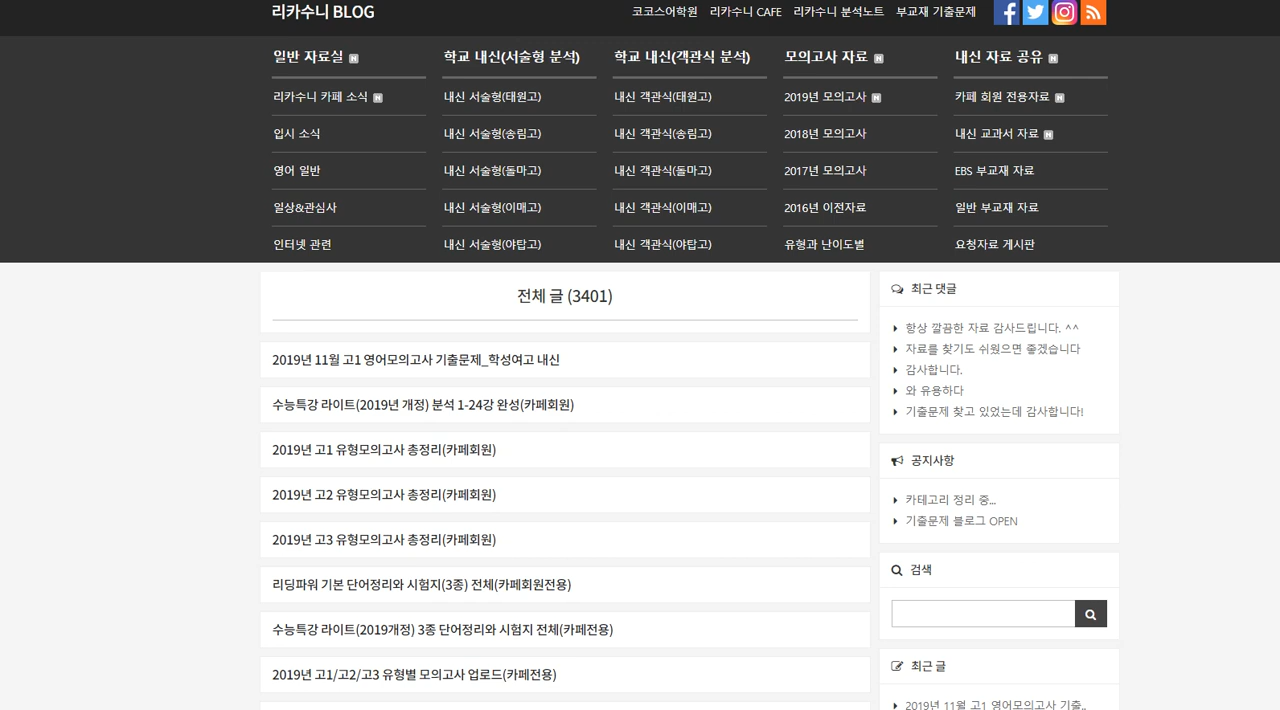 리카수니 BLOG
코코스어학원 리카수니 CAFE 리카수니 분석노트 부교재 기출문제
일반 자료실 N
학교 내신(서술형 분석)
학교 내신(객관식 분석)
모의고사 자료 N
내신 자료 공유 N
리카수니 카페 소식 N
내신 서술형(태원고)
내신 객관식(태원고)
2019년 모의고사 N
카페 회원 전용자료 N
입시 소식
내신 서술형(송림고)
내신 객관식(송림고)
2018년 모의고사
내신 교과서 자료 N
영어 일반
내신 서술형(돌마고)
내신 객관식(돌마고)
2017년 모의고사
EBS 부교재 자료
일상&관심사
내신 서술형(이매고)
내신 객관식(이매고)
2016년 이전자료
일반 부교재 자료
인터넷 관련
내신 서술형(야탑고)
내신 객관식(야탑고)
유형과 난이도별
요청자료 게시판
전체 글 (3401)
2019년 11월 고1 영어모의고사 기출문제_학성여고 내신
수능특강 라이트(2019년 개정) 분석 1-24강 완성(카페회원)
2019년 고1 유형모의고사 총정리(카페회원)
2019년 고2 유형모의고사 총정리(카페회원)
2019년 고3 유형모의고사 총정리(카페회원)
리딩파워 기본 단어정리와 시험지(3종) 전체(카페회원전용)
수능특강 라이트(2019개정) 3종 단어정리와 시험지 전체(카페전용)
2019년 고1/고2/고3 유형별 모의고사 업로드(카페전용)
최근 댓글
항상 깔끔한 자료 감사드립니다. ^^
자료를 찾기도 쉬웠으면 좋겠습니다
감사합니다.
와 유용하다
기출문제 찾고 있었는데 감사합니다!
공지사항
카테고리 정리 중...
기출문제 블로그 OPEN
검색
최근 글
2019년 11월 고1 영어모의고사 기출..